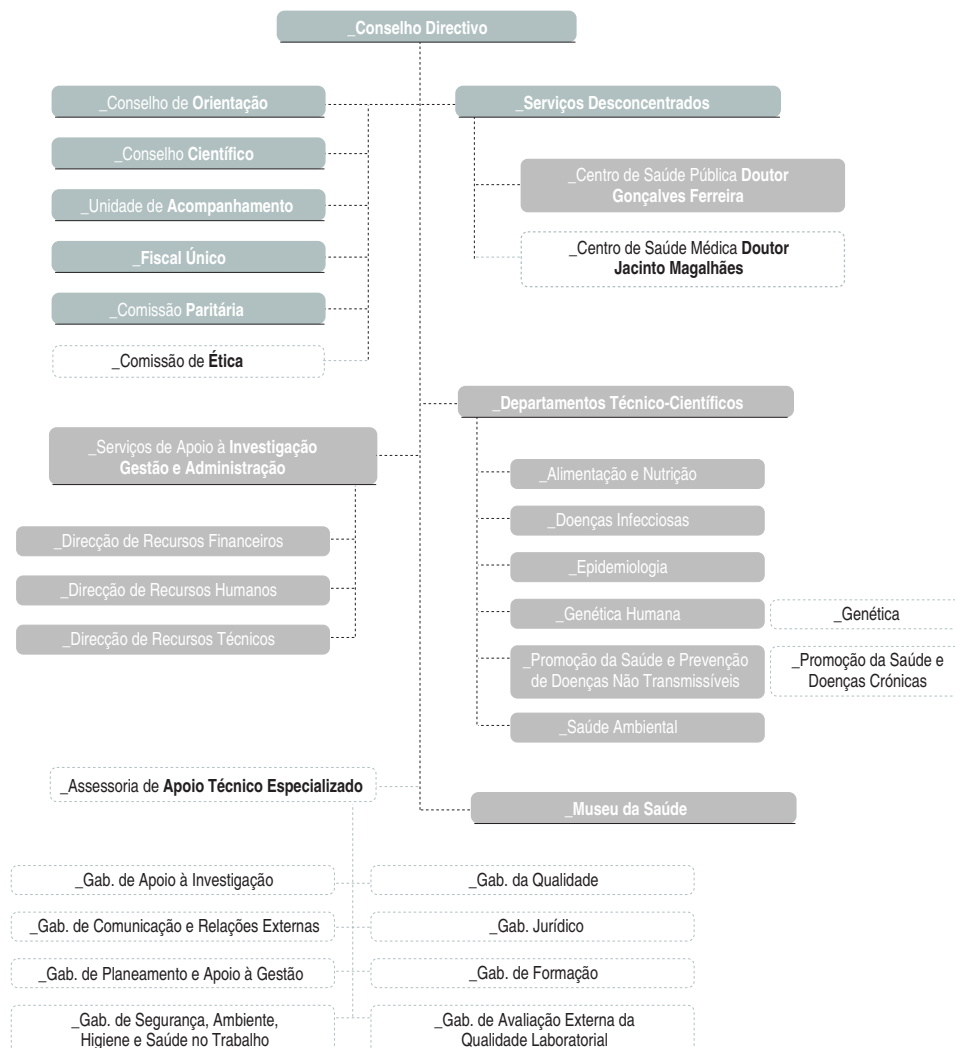 _Conselho Directivo
_Conselho de Orientação
_Conselho Científico
_Unidade de Acompanhamento
_Fiscal Único
_Comissão Paritária
_Comissão de Ética
_Serviços Desconcentrados
_Centro de Saúde Pública Doutor
Gonçalves Ferreira
_Centro de Saúde Médica Doutor
Jacinto Magalhães
_Serviços de Apoio à Investigação
Gestão e Administração
_Direcção de Recursos Financeiros
_Direcção de Recursos Humanos
_Direcção de Recursos Técnicos
_Departamentos Técnico-Científicos
_Alimentação e Nutrição
_Doenças Infecciosas
_Epidemiologia
_Genética Humana
_Genética
_Promoção da Saúde e Prevenção
de Doenças Não Transmissíveis
_Promoção da Saúde e
Doenças Crónicas
_Saúde Ambiental
_Assessoria de Apoio Técnico Especializado
_Museu da Saúde
_Gab. de Apoio à Investigação
_Gab. da Qualidade
_Gab. de Comunicação e Relações Externas
_Gab. Jurídico
_Gab. de Planeamento e Apoio à Gestão
_Gab. de Formação
_Gab. de Segurança, Ambiente,
Higiene e Saúde no Trabalho
_Gab. de Avaliação Externa da
Qualidade Laboratorial